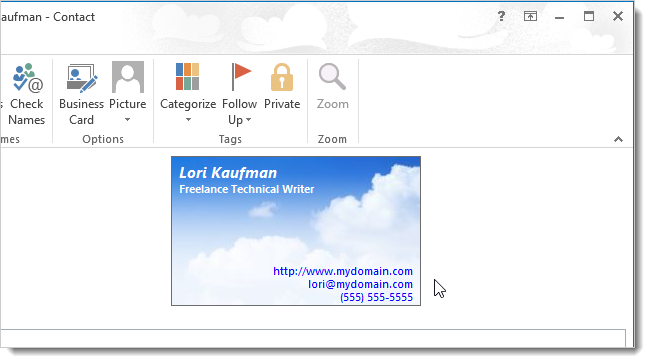 aufman - Contact
?
Check
Names
Business
Card
Picture
Categorize
Follow
Up
Private
Zoom
mes
Options
Tags
Zoom
Lori Kaufman
Freelance Technical Writer
http://www.mydomain.com
lori@mydomain.com
(555) 555-5555